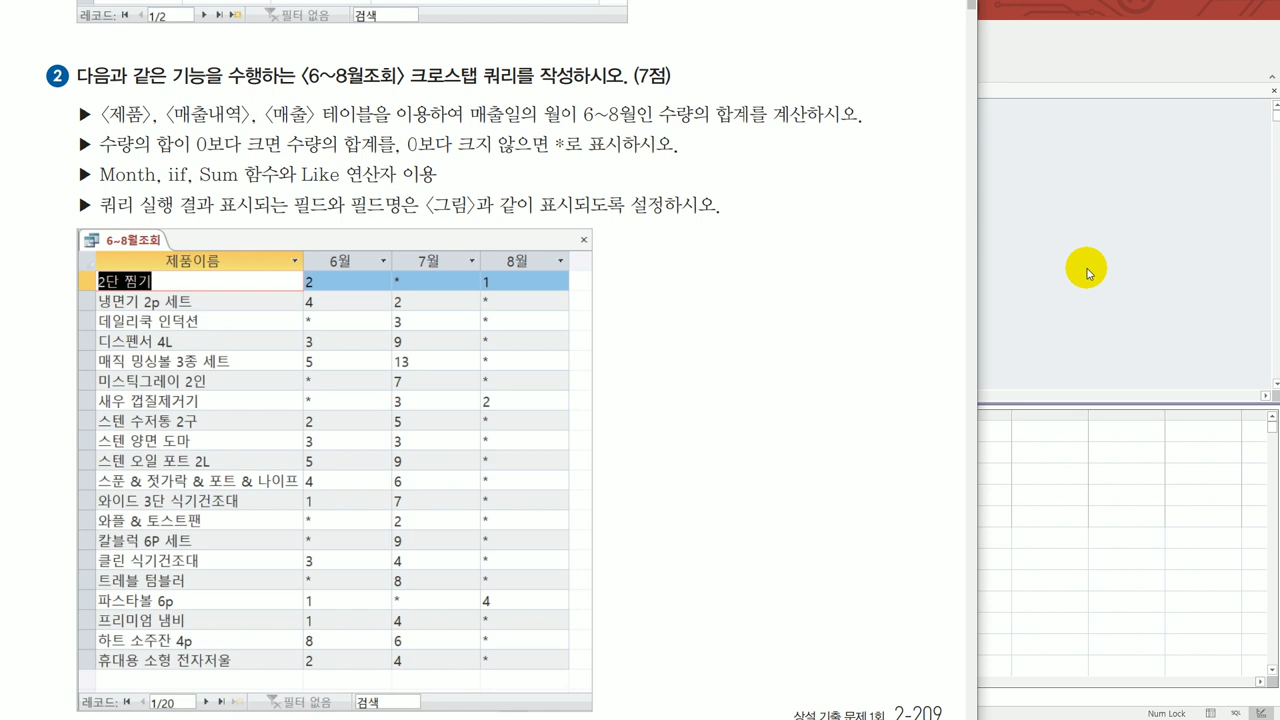 레코드: 1/2 필터 없음 검색
2 다음과 같은 기능을 수행하는 〈6~8월조회〉 크로스탭 쿼리를 작성하시오. (7점)
▶ 〈제품〉, 〈매출내역〉, 〈매출〉 테이블을 이용하여 매출일의 월이 6~8월인 수량의 합계를 계산하시오.
▶ 수량의 합이 0보다 크면 수량의 합계를, 0보다 크지 않으면 *로 표시하시오.
▶ Month, iif, Sum 함수와 Like 연산자 이용
▶ 쿼리 실행 결과 표시되는 필드와 필드명은 〈그림〉과 같이 표시되도록 설정하시오.
6~8월조회
제품이름 6월 7월 8월
2단 찜기 2 * 1
냉면기 2p 세트 4 2 *
데일리쿡 인덕션 * 3 *
디스펜서 4L 3 9 *
매직 밍싱볼 3종 세트 5 13 *
미스틱그레이 2인 * 7 *
새우 껍질제거기 * 3 2
스텐 수저통 2구 2 5 *
스텐 양면 도마 3 3 *
스텐 오일 포트 2L 5 9 *
스푼 & 젓가락 & 포트 & 나이프 4 6 *
와이드 3단 식기건조대 1 7 *
와플 & 토스트팬 * 2 *
칼블럭 6P 세트 * 9 *
클린 식기건조대 3 4 *
트레블 텀블러 * 8 *
파스타볼 6p 1 * 4
프리미엄 냄비 1 4 *
하트 소주잔 4p 8 6 *
휴대용 소형 전자저울 2 4 *
레코드: 1/20 필터 없음 검색
상설 기출 문제 1회 2-209
Num Lock SQL